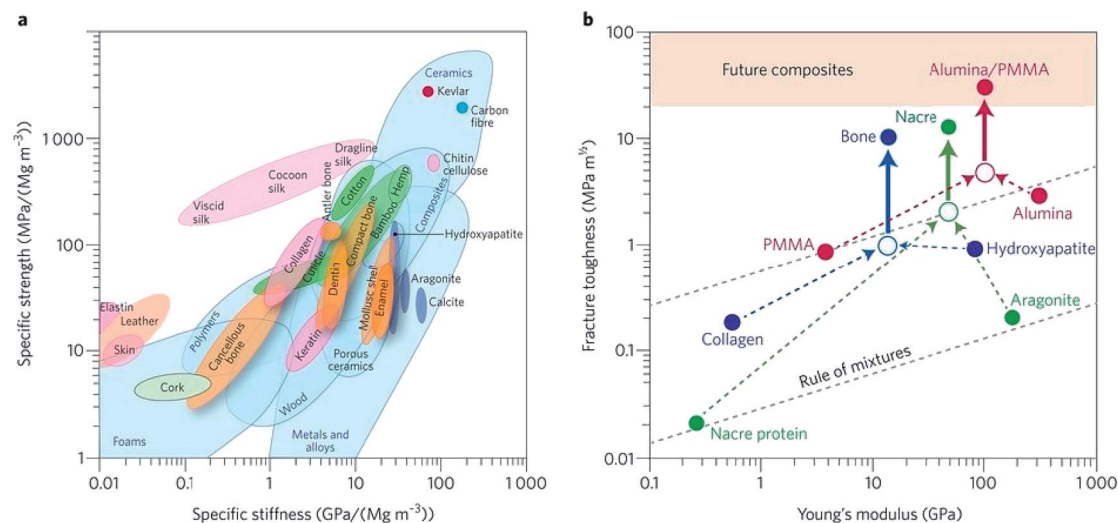 a
Specific strength (MPa/(Mg m⁻³))
1 000
100
10
1
0.01
0.1
1
10
100
1 000
Specific stiffness (GPa/(Mg m⁻³))
Ceramics
Kevlar
Carbon
fibre
Dragline
silk
Cocoon
silk
Viscid
silk
Antler bone
Cotton
Hemp
Chitin
cellulose
Composites
Compact bone
Bamboo
Collagen
Cuticle
Hydroxyapatite
Dentin
Mollusc shell
Enamel
Aragonite
Calcite
Elastin
Leather
Skin
Polymers
Cancellous
bone
Keratin
Porous
ceramics
Cork
Wood
Foams
Metals and
alloys
b
Fracture toughness (MPa m½)
100
10
1
0.1
0.01
0.1
1
10
100
1 000
Young's modulus (GPa)
Future composites
Alumina/PMMA
Nacre
Bone
Alumina
PMMA
Hydroxyapatite
Aragonite
Collagen
Rule of mixtures
Nacre protein